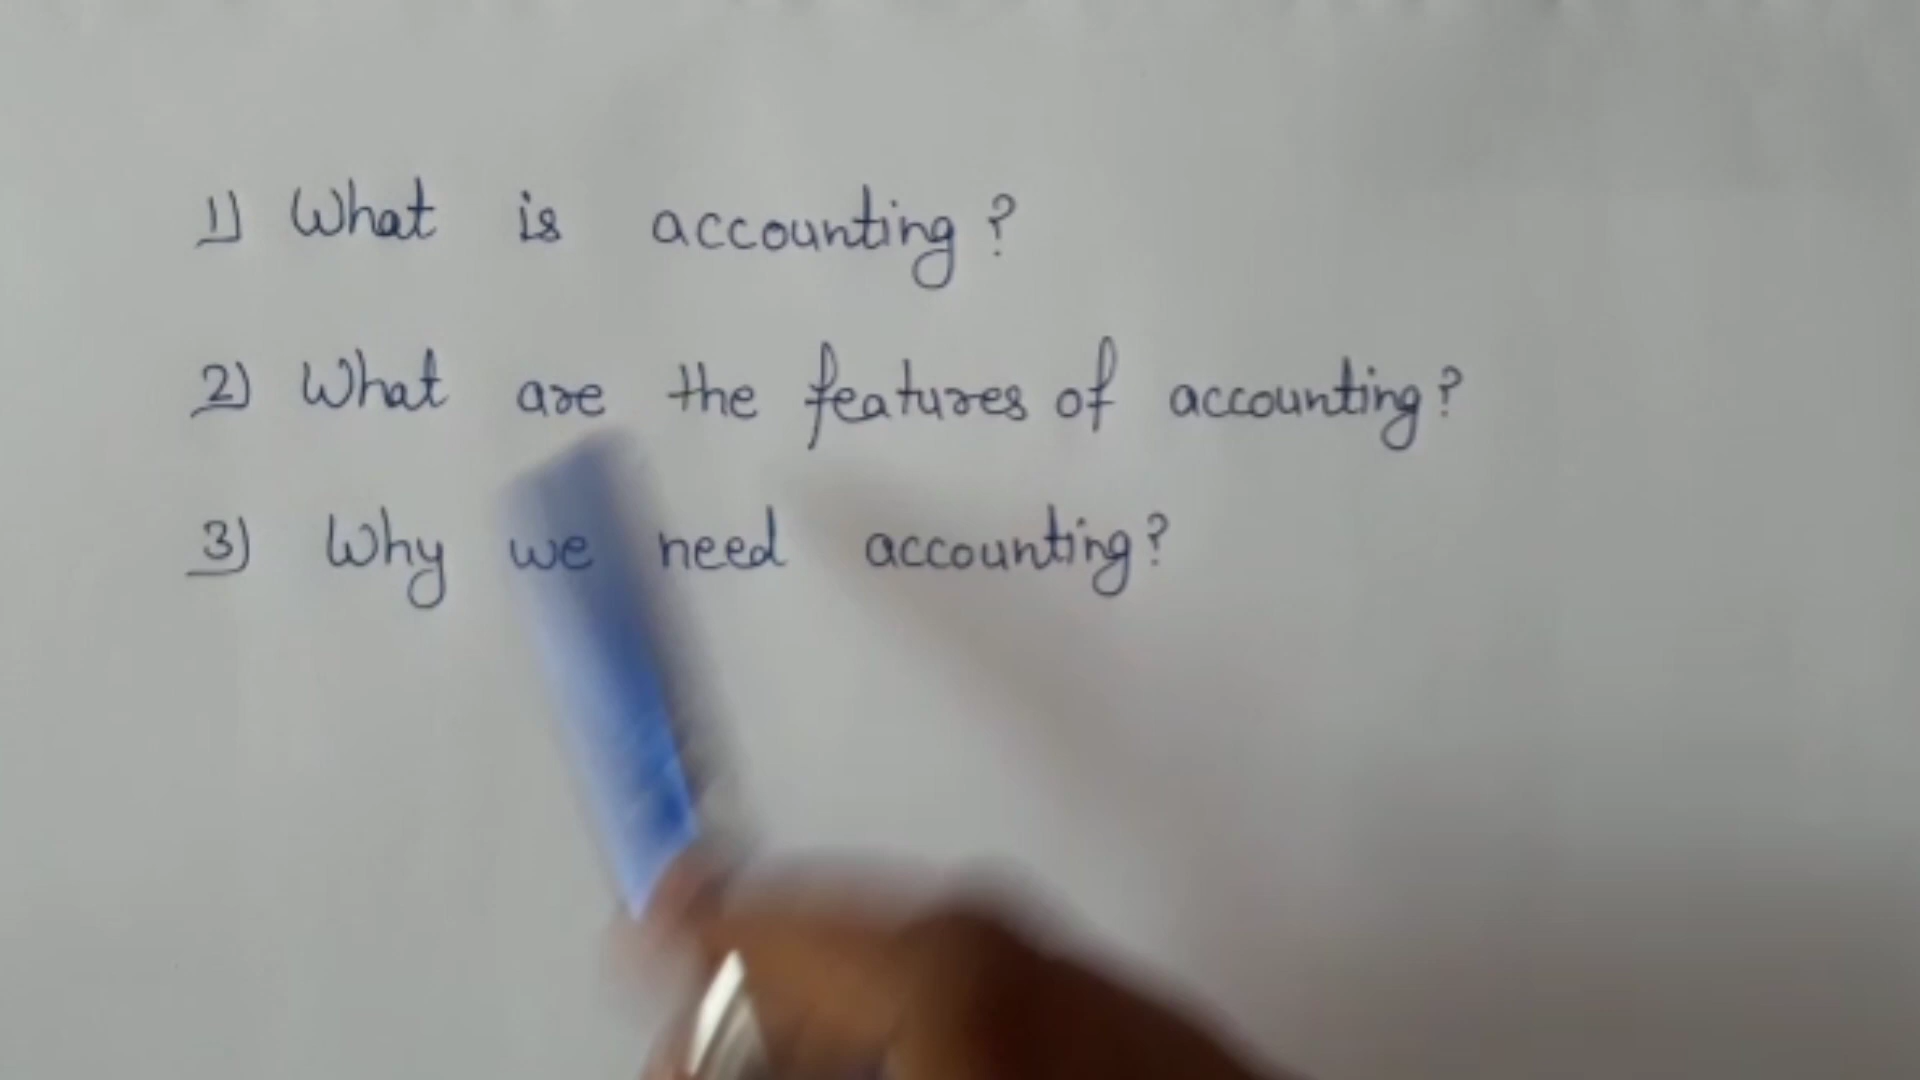 1) What is accounting?
2) What are the features of accounting?
3) Why we need accounting?